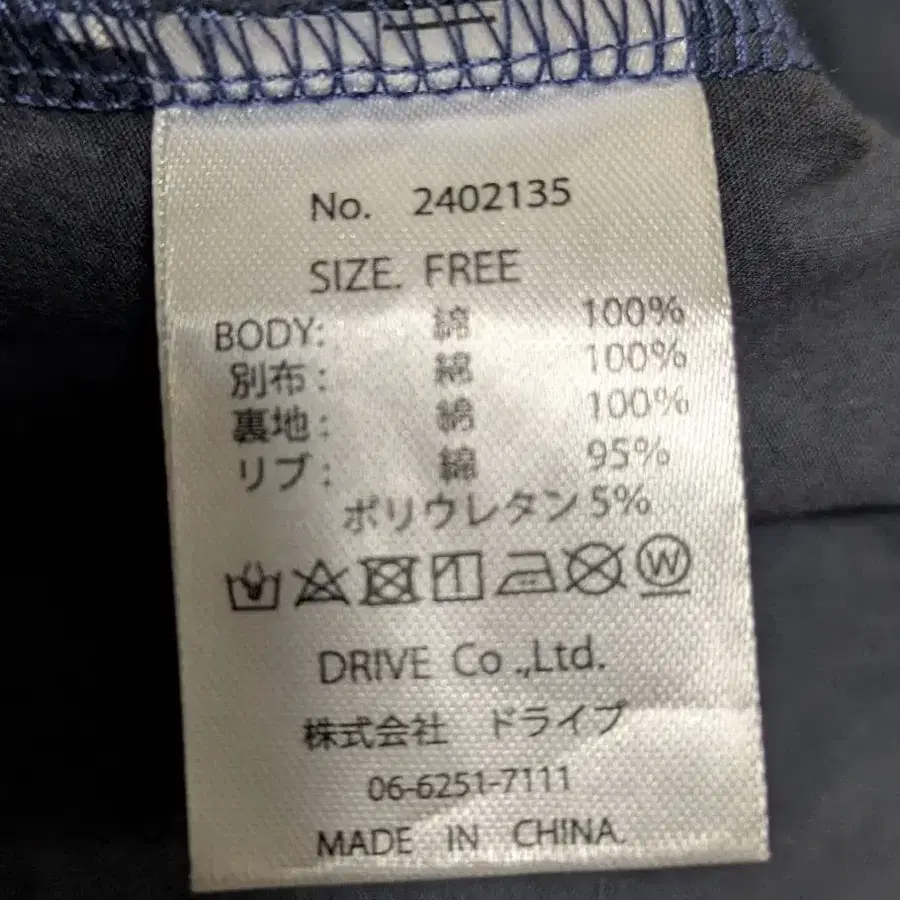 No. 2402135
SIZE. FREE
BODY: 綿 100%
別布: 綿 100%
裏地: 綿 100%
リブ: 綿 95%
ポリウレタン 5%
W
DRIVE Co.,Ltd.
株式会社 ドライブ
06-6251-7111
MADE IN CHINA.